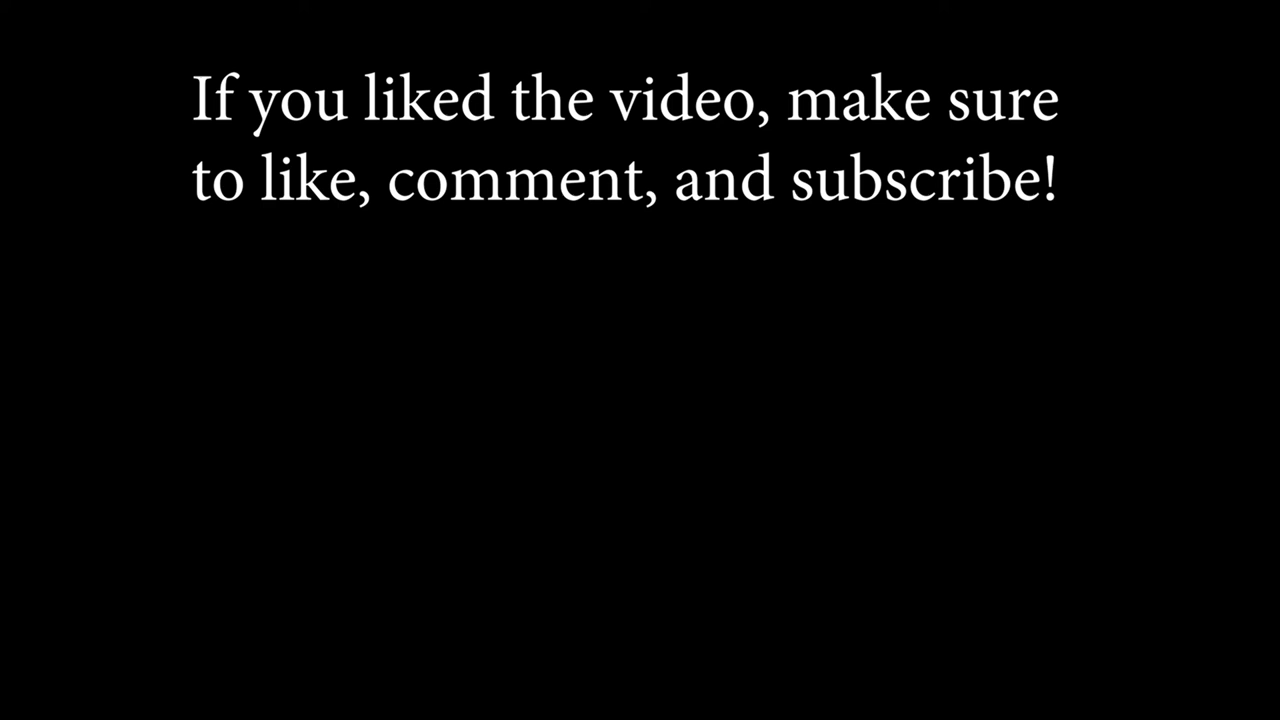 If you liked the video, make sure
to like, comment, and subscribe!